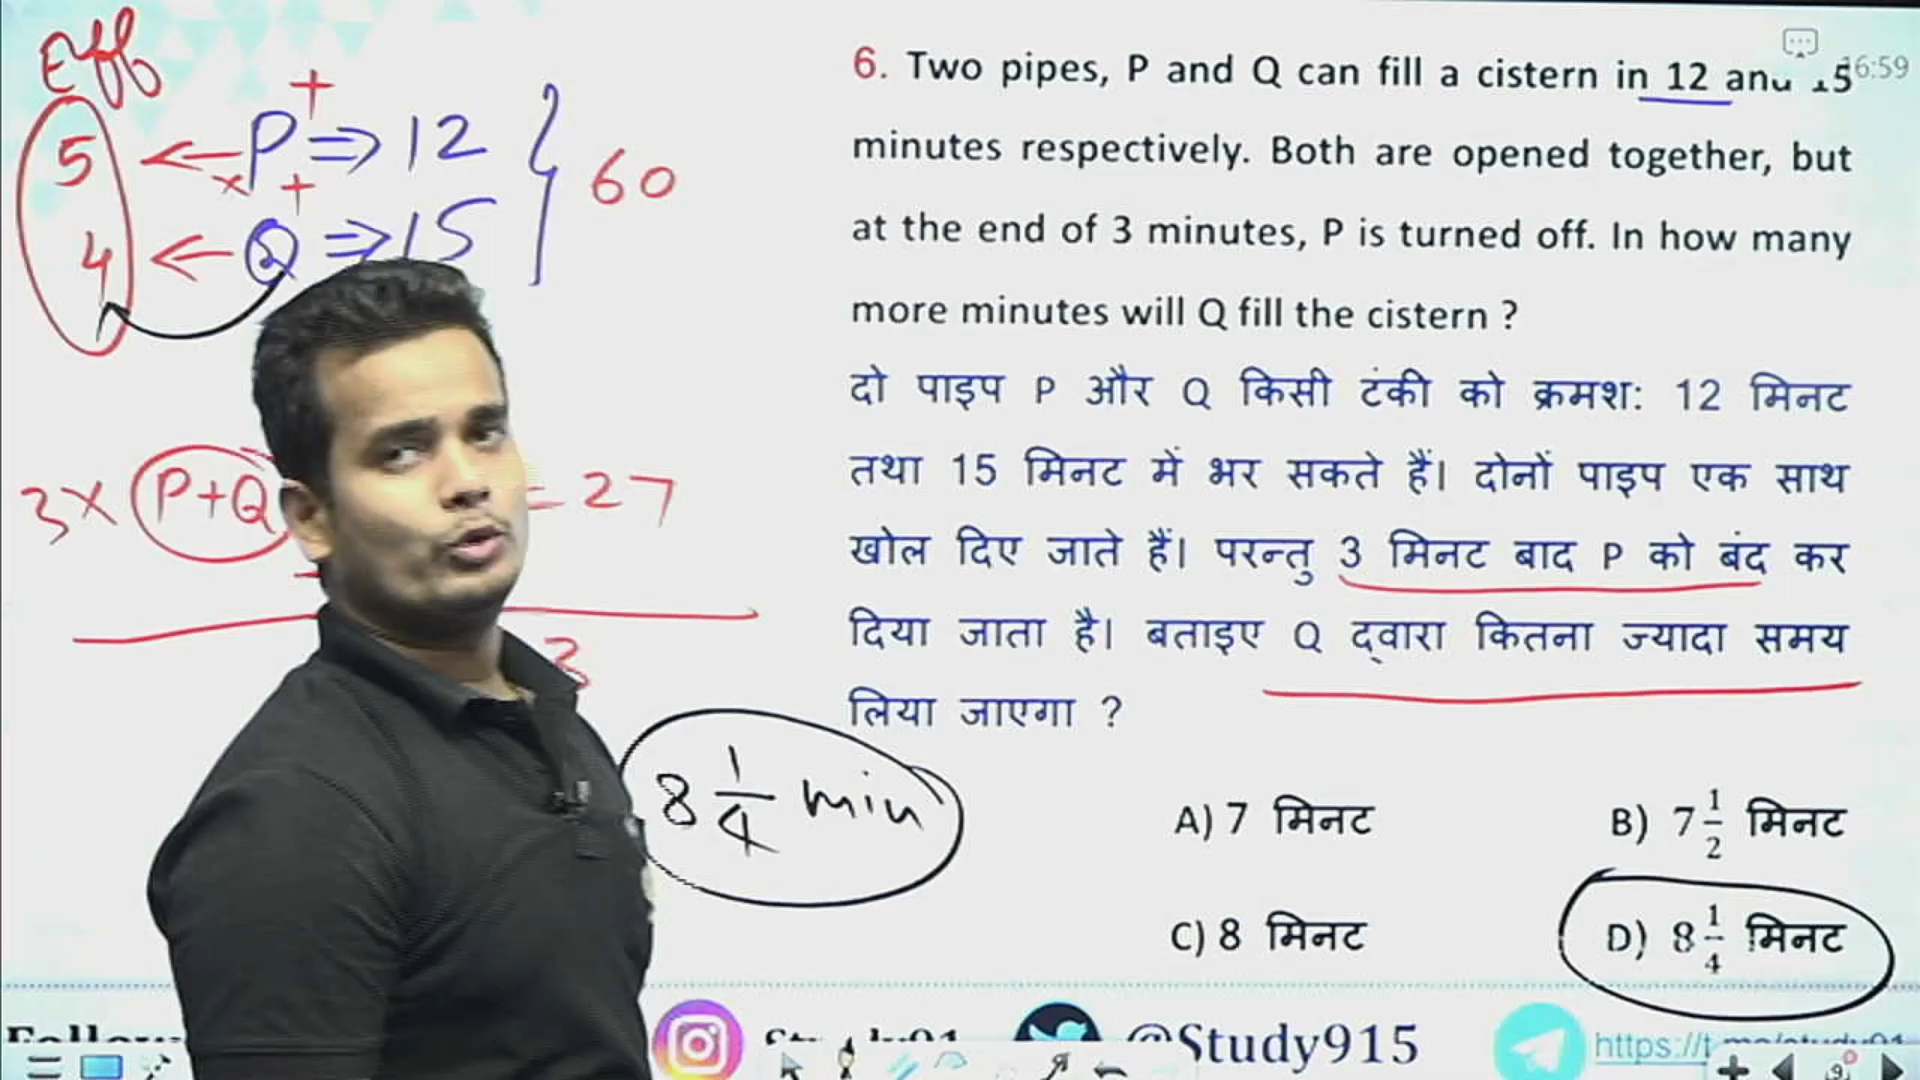 Eff
5 ← P ⇒ 12
4 ← Q ⇒ 15
60
3× P+Q = 27
3
8 1/4 min
16:59
6. Two pipes, P and Q can fill a cistern in 12 and 15
minutes respectively. Both are opened together, but
at the end of 3 minutes, P is turned off. In how many
more minutes will Q fill the cistern ?
दो पाइप P और Q किसी टंकी को क्रमश: 12 मिनट
तथा 15 मिनट में भर सकते हैं। दोनों पाइप एक साथ
खोल दिए जाते हैं। परन्तु 3 मिनट बाद P को बंद कर
दिया जाता है। बताइए Q द्वारा कितना ज्यादा समय
लिया जाएगा ?
A) 7 मिनट B) 7 1/2 मिनट
C) 8 मिनट D) 8 1/4 मिनट
@Study915 https://t